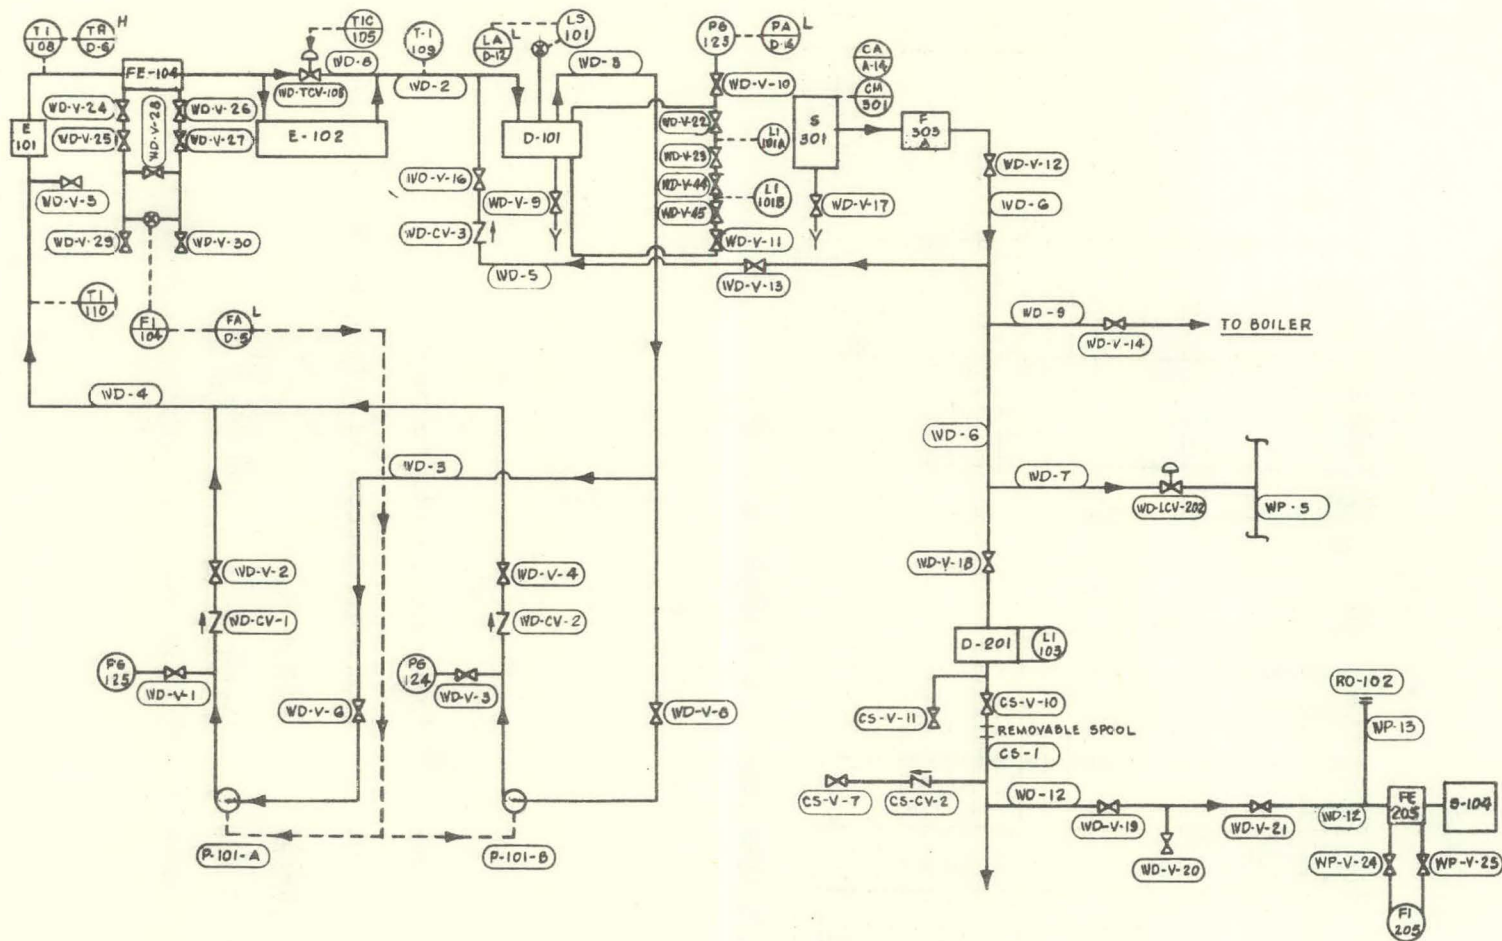 TI 108
TA D-6
H
FE-104
TIC 105
WD-8
WD-TCV-105
T-I 109
WD-2
LA D-12
L
LS 101
WD-3
PG 123
PA D-16
L
WD-V-10
CA A-14
CM 301
WD-V-24
WD-V-25
WD-V-28
WD-V-26
WD-V-27
E 101
E-102
D-101
WD-V-22
LI 101A
WD-V-23
WD-V-44
LI 101B
WD-V-45
WD-V-11
S 301
F 303 A
WD-V-12
WD-V-5
WD-V-16
WD-V-9
WD-CV-3
WD-V-17
WD-6
WD-V-29
WD-V-30
WD-5
WD-V-13
TI 110
FI 104
FA D-5
L
WD-9
WD-V-14
TO BOILER
WD-4
WD-6
WD-3
WD-7
WD-LCV-202
WP-5
WD-V-2
WD-V-4
WD-V-18
WD-CV-1
WD-CV-2
D-201
LI 103
PG 125
WD-V-1
PG 124
WD-V-3
WD-V-6
WD-V-8
CS-V-11
CS-V-10
REMOVABLE SPOOL
CS-1
RO-102
WP-13
CS-V-7
CS-CV-2
WD-12
WD-V-19
WD-V-21
WD-12
FE 205
WD-V-20
WP-V-24
WP-V-25
FI 205
P-101-A
P-101-B